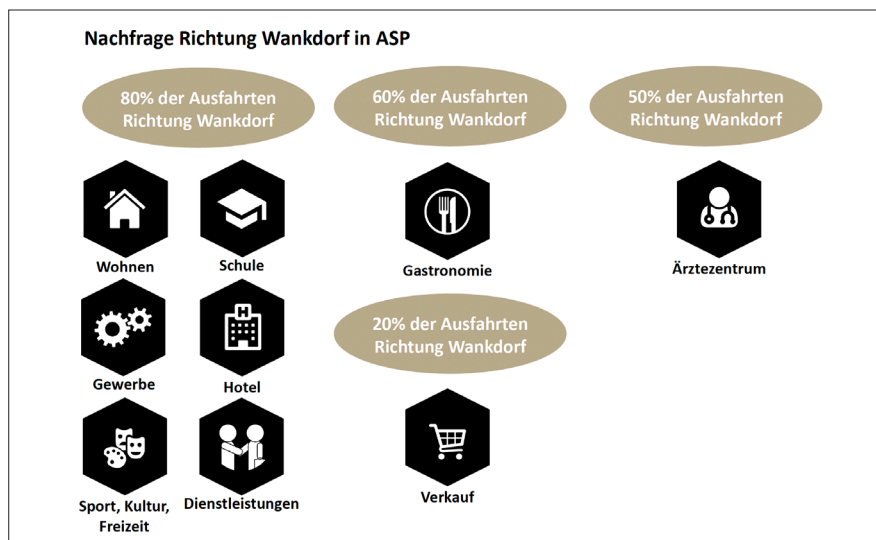 Nachfrage Richtung Wankdorf in ASP
80% der Ausfahrten
Richtung Wankdorf
Wohnen
Schule
Gewerbe
H
Hotel
Sport, Kultur,
Freizeit
Dienstleistungen
60% der Ausfahrten
Richtung Wankdorf
Gastronomie
20% der Ausfahrten
Richtung Wankdorf
Verkauf
50% der Ausfahrten
Richtung Wankdorf
Ärztezentrum